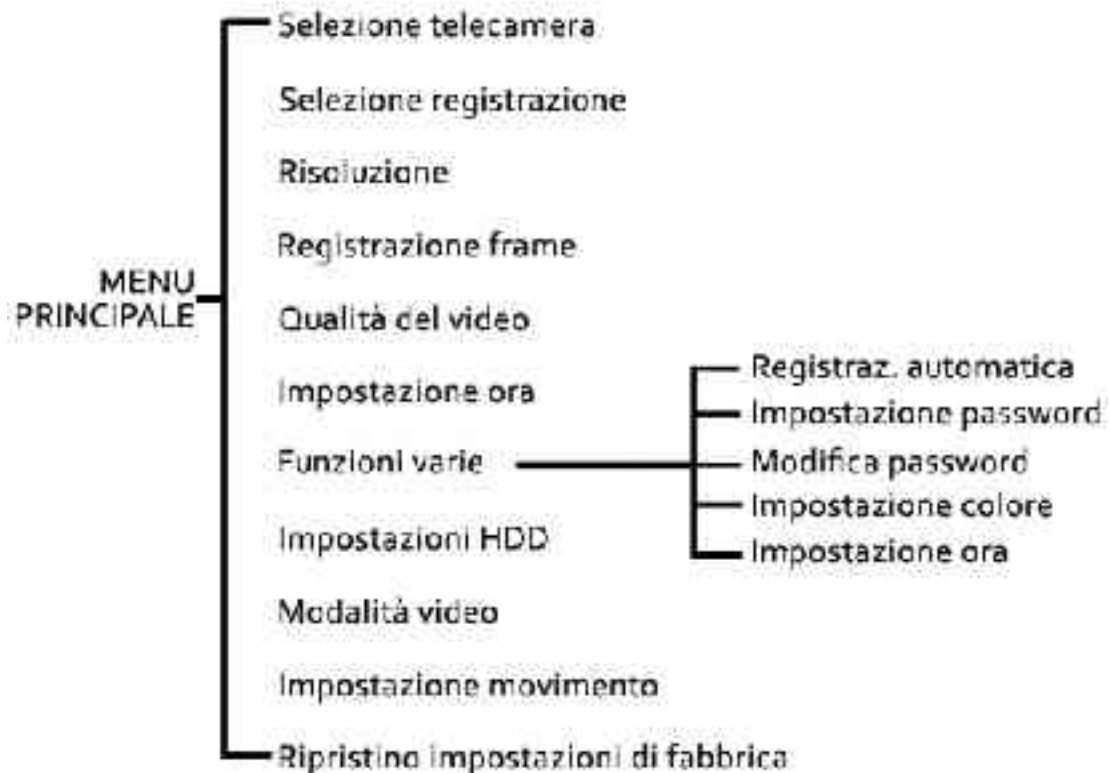 Selezione telecamera
Selezione registrazione
Risoluzione
Registrazione frame
MENU
PRINCIPALE
Qualità del video
Impostazione ora
Funzioni varie
Registraz. automatica
Impostazione password
Modifica password
Impostazione colore
Impostazione ora
Impostazioni HDD
Modalità video
Impostazione movimento
Ripristino impostazioni di fabbrica